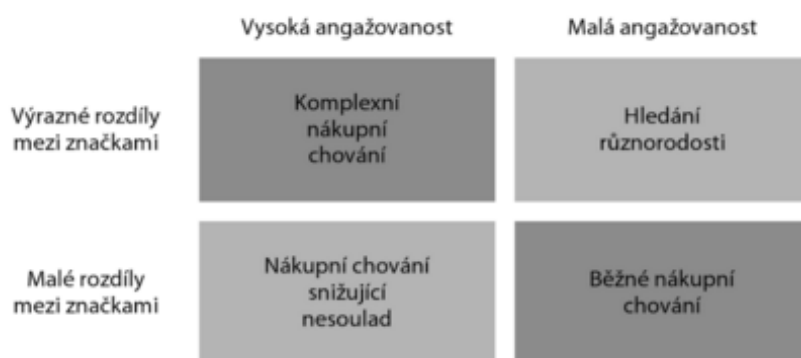 Vysoká angažovanost
Malá angažovanost
Výrazné rozdíly
mezi značkami
Komplexní
nákupní
chování
Hledání
různorodosti
Malé rozdíly
mezi značkami
Nákupní chování
snižující
nesoulad
Běžné nákupní
chování